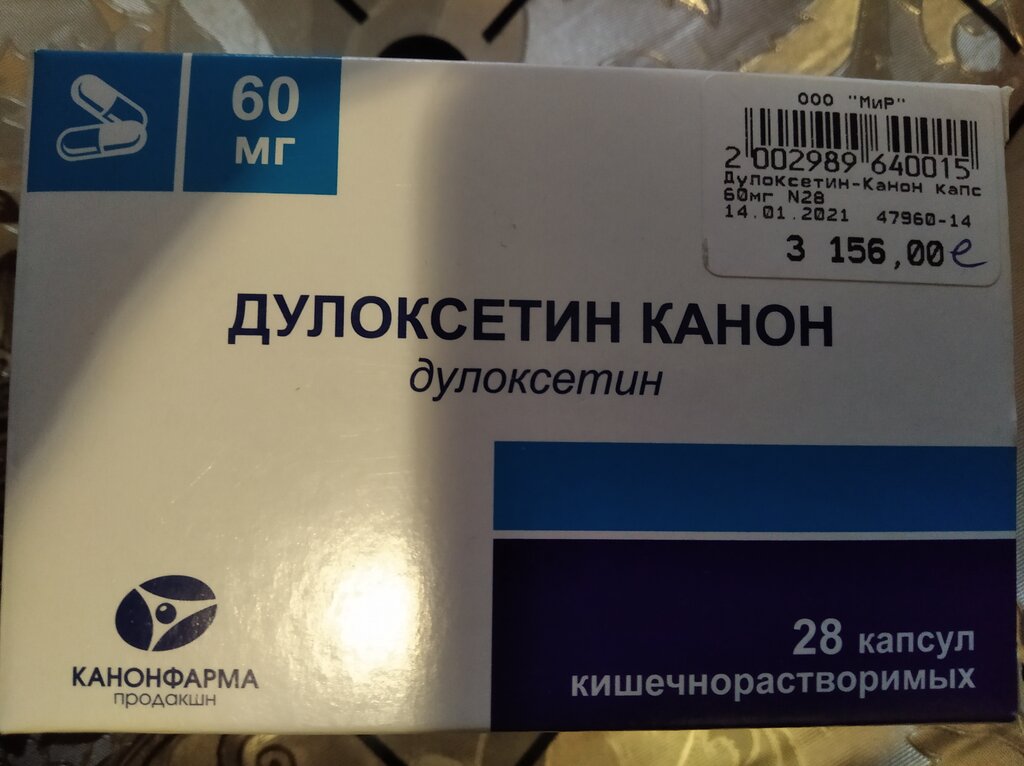 60
мг
ООО "МиР"
2 002989 640015
Дулоксетин-Канон капс
60мг N28
14.01.2021 47960-14
3 156,00 е
ДУЛОКСЕТИН КАНОН
дулоксетин
КАНОНФАРМА
продакшн
28 капсул
кишечнорастворимых